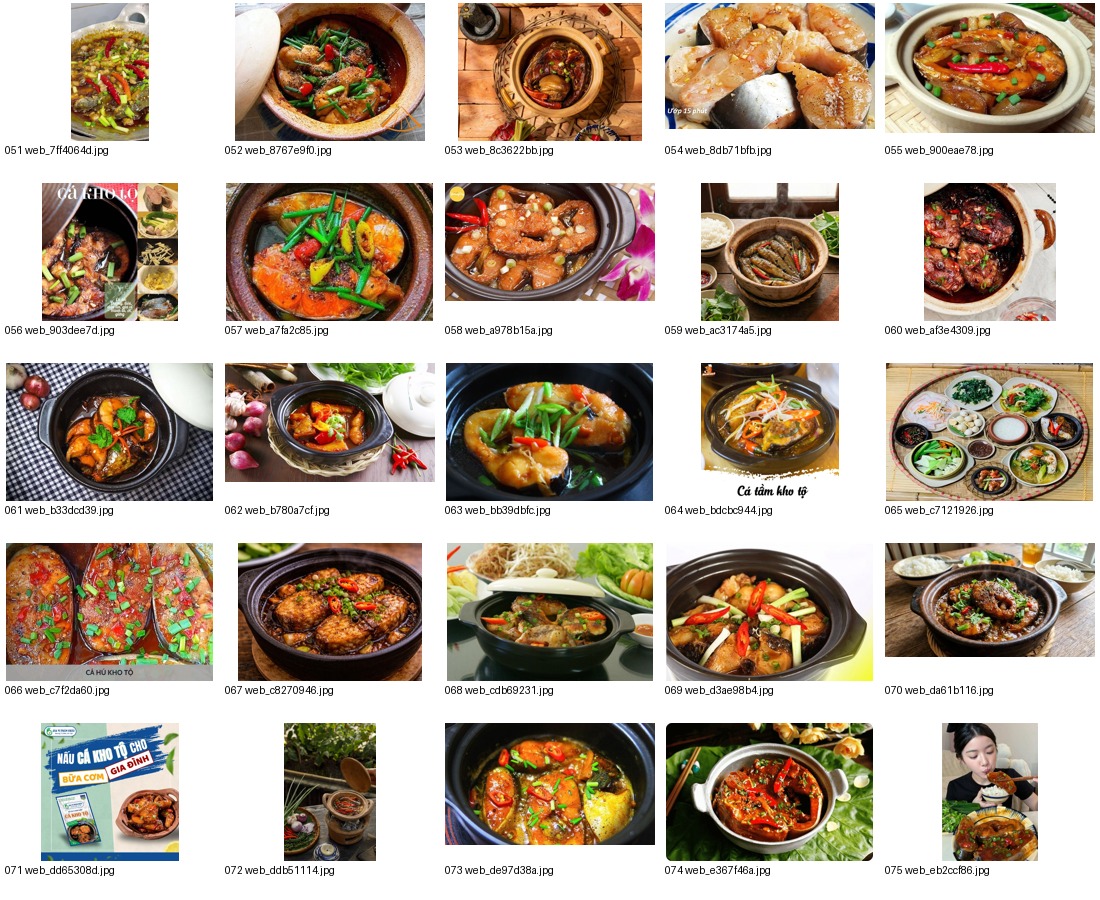 051 web_7ff4064d.jpg
052 web_8767e9f0.jpg
053 web_8c3622bb.jpg
Ướp 15 phút
054 web_8db71bfb.jpg
055 web_900eae78.jpg
CÁ KHO TỘ
056 web_903dee7d.jpg
057 web_a7fa2c85.jpg
058 web_a978b15a.jpg
059 web_ac3174a5.jpg
060 web_af3e4309.jpg
061 web_b33dcd39.jpg
062 web_b780a7cf.jpg
063 web_bb39dbfc.jpg
Cá tầm kho tộ
064 web_bdcbc944.jpg
065 web_c7121926.jpg
CÁ HÚ KHO TỘ
066 web_c7f2da60.jpg
067 web_c8270946.jpg
068 web_cdb69231.jpg
069 web_d3ae98b4.jpg
070 web_da61b116.jpg
NẤU CÁ KHO TỘ CHO
BỮA CƠM GIA ĐÌNH
CÁ KHO TỘ
071 web_dd65308d.jpg
072 web_ddb51114.jpg
073 web_de97d38a.jpg
074 web_e367f46a.jpg
075 web_eb2ccf86.jpg